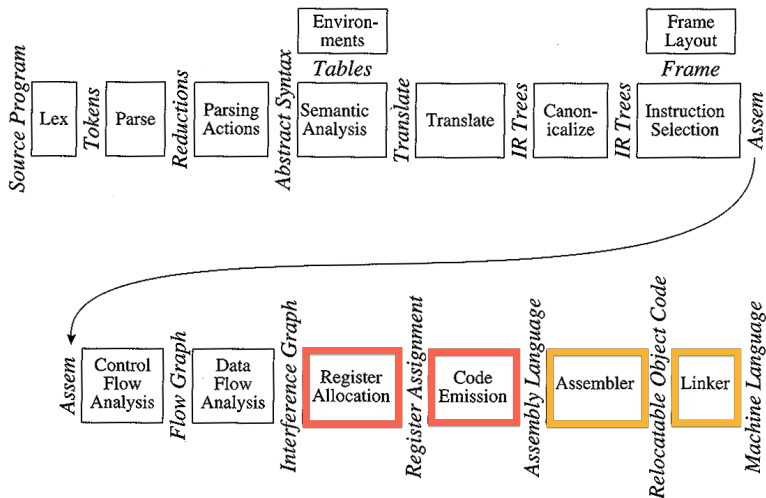 Environ-
ments
Tables
Frame
Layout
Frame
Source Program
Lex
Tokens
Parse
Reductions
Parsing
Actions
Abstract Syntax
Semantic
Analysis
Translate
Translate
IR Trees
Canon-
icalize
IR Trees
Instruction
Selection
Assem
Assem
Control
Flow
Analysis
Flow Graph
Data
Flow
Analysis
Interference Graph
Register
Allocation
Register Assignment
Code
Emission
Assembly Language
Assembler
Relocatable Object Code
Linker
Machine Language